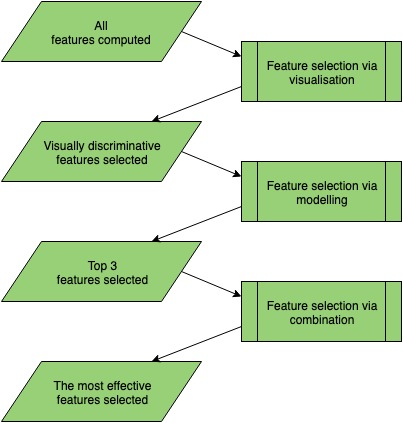 All
features computed
Feature selection via
visualisation
Visually discriminative
features selected
Feature selection via
modelling
Top 3
features selected
Feature selection via
combination
The most effective
features selected